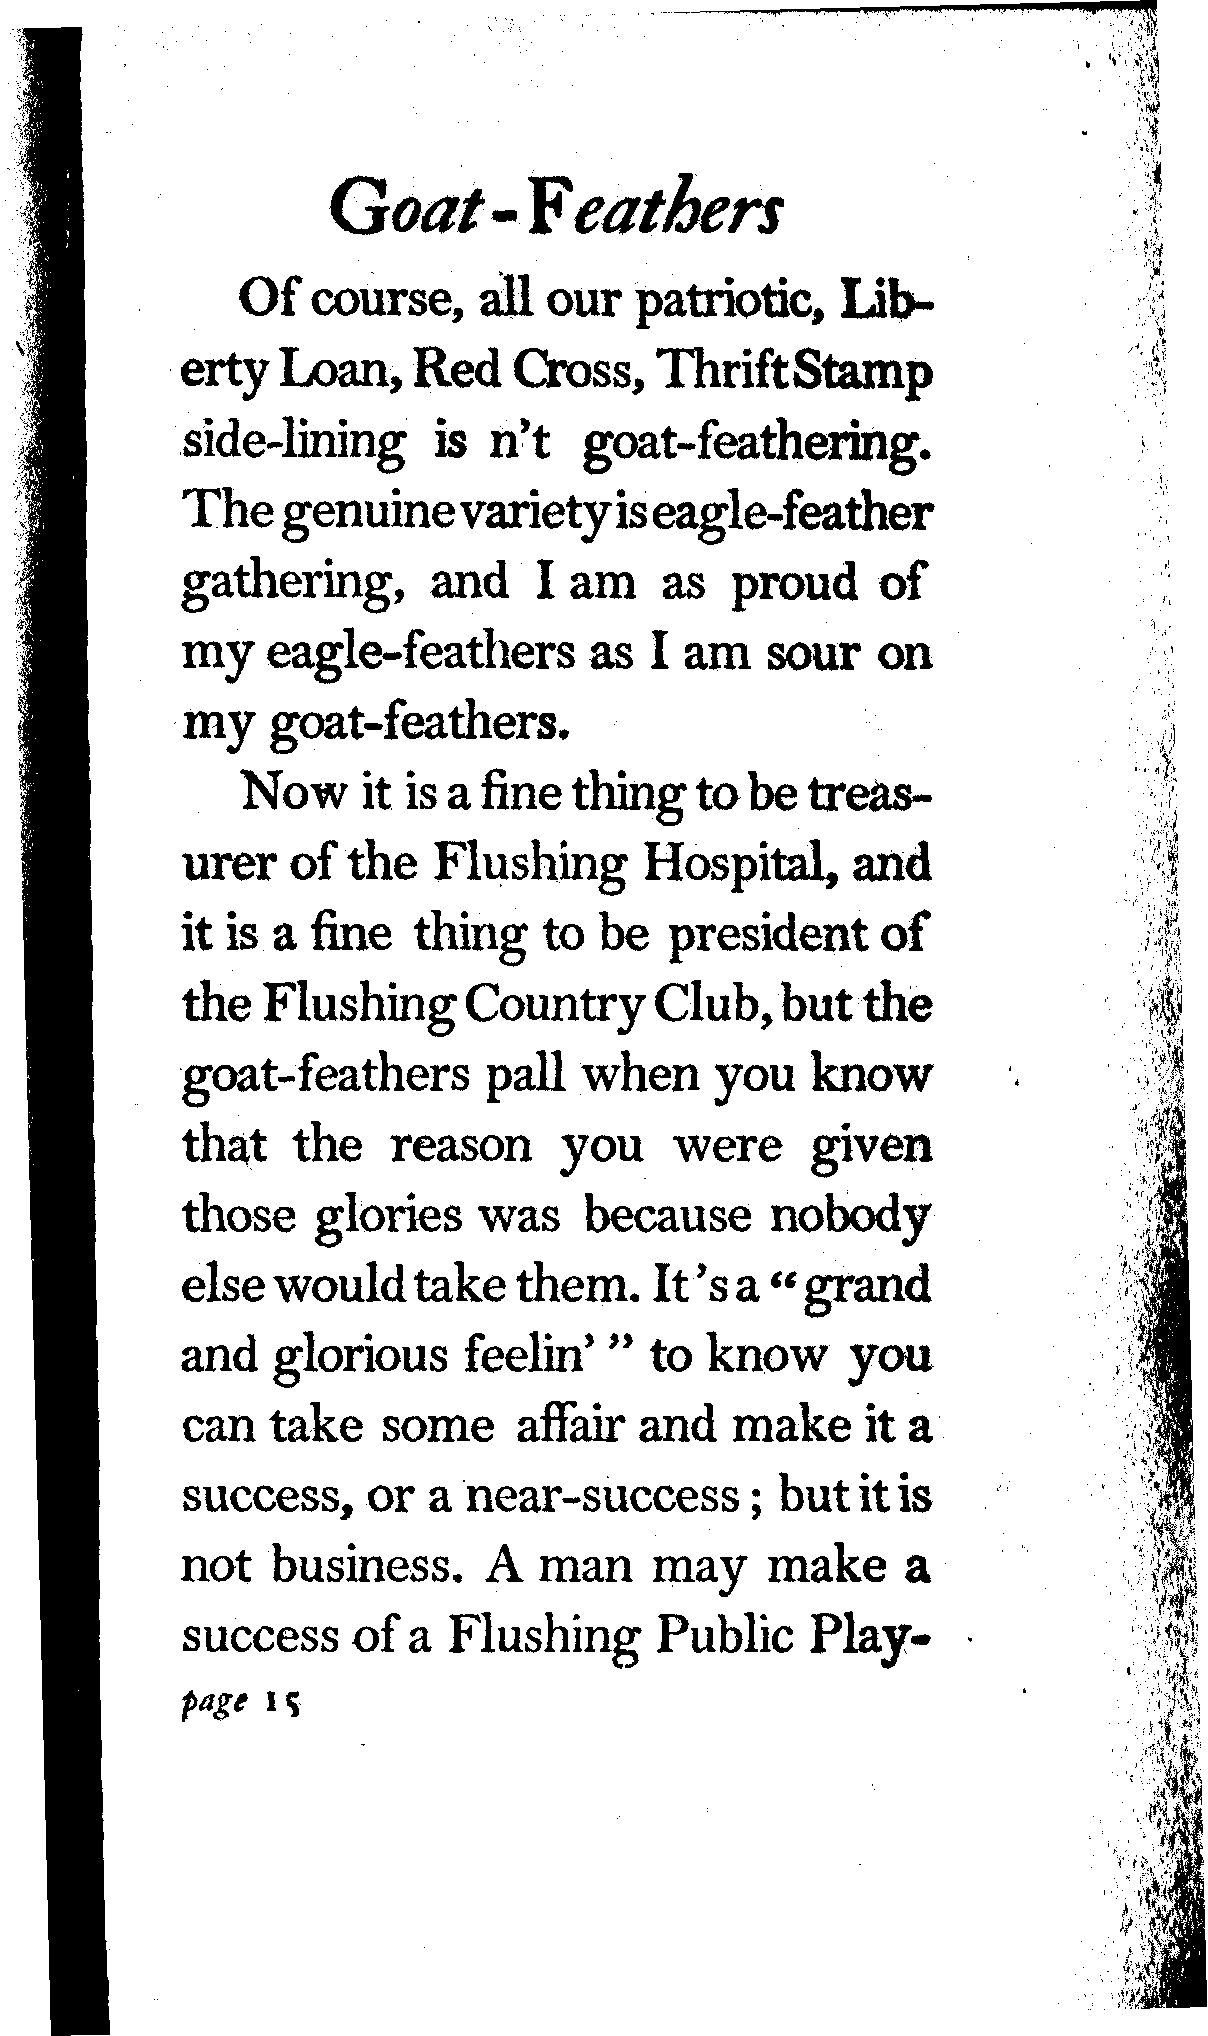 Goat-Feathers
Of course, all our patriotic, Lib-
erty Loan, Red Cross, Thrift Stamp
side-lining is n't goat-feathering.
The genuine variety is eagle-feather
gathering, and I am as proud of
my eagle-feathers as I am sour on
my goat-feathers.
Now it is a fine thing to be treas-
urer of the Flushing Hospital, and
it is a fine thing to be president of
the Flushing Country Club, but the
goat-feathers pall when you know
that the reason you were given
those glories was because nobody
else would take them. It 's a "grand
and glorious feelin' " to know you
can take some affair and make it a
success, or a near-success; but it is
not business. A man may make a
success of a Flushing Public Play-
page 15